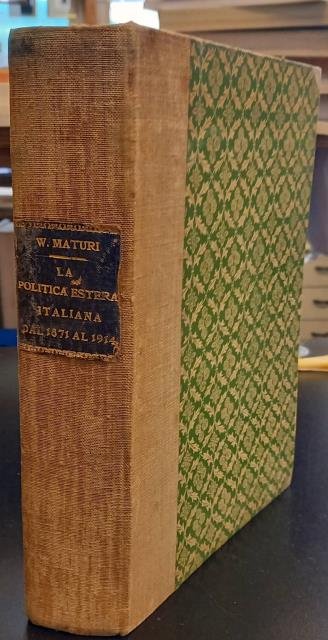 W. MATURI
LA
POLITICA ESTERA
ITALIANA
DAL 1871 AL 1914